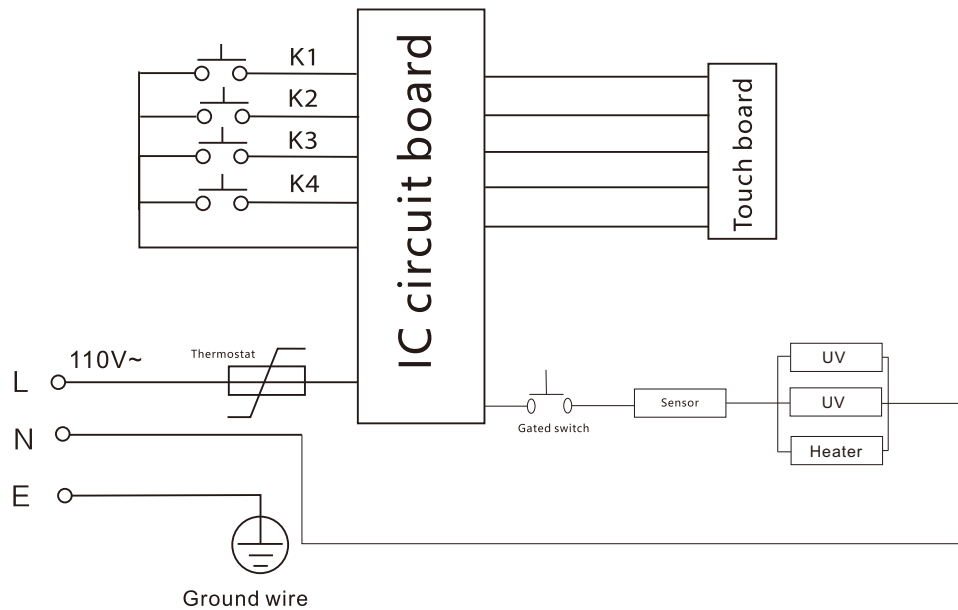 K1
K2
K3
K4
IC circuit board
Touch board
110V~
Thermostat
L
N
E
Gated switch
Sensor
UV
UV
Heater
Ground wire